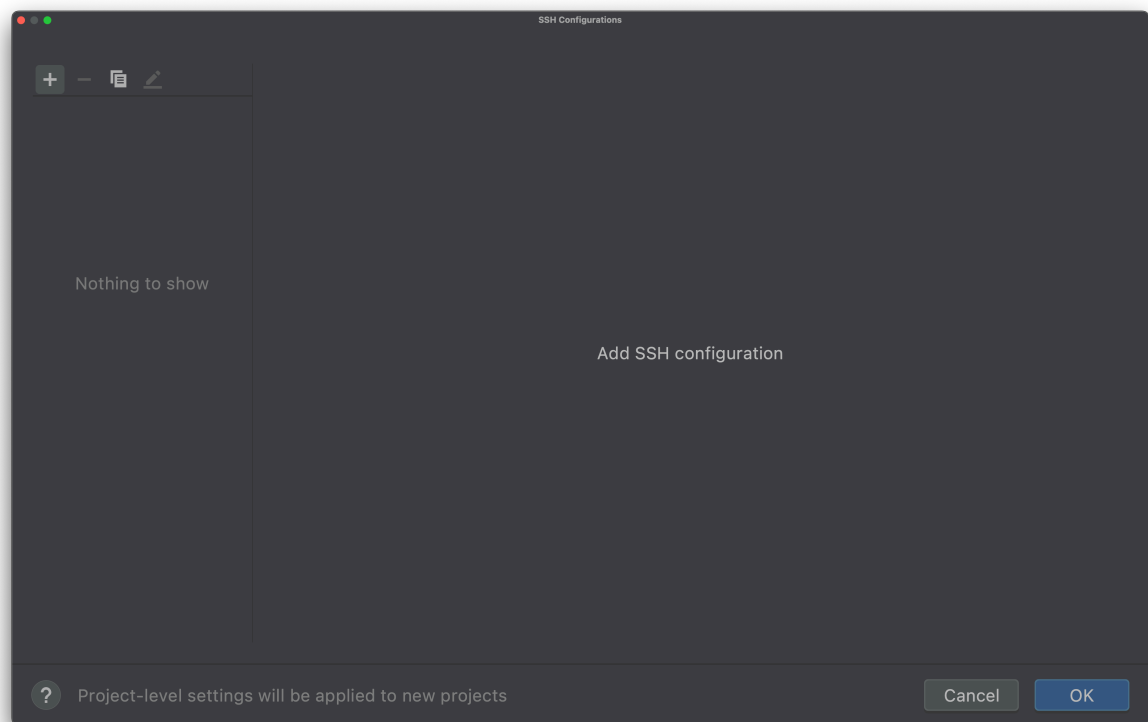 SSH Configurations
Nothing to show
Add SSH configuration
?
Project-level settings will be applied to new projects
Cancel
OK